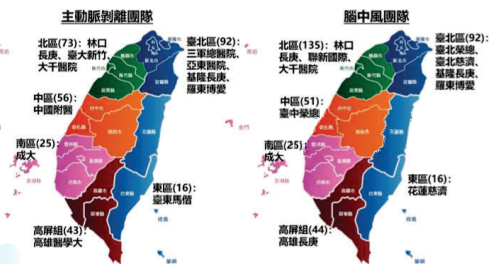 主動脈剝離團隊
北區(73)：林口
長庚、臺大新竹、
大千醫院
臺北區(92)：
三軍總醫院、
亞東醫院、
基隆長庚、
羅東博愛
中區(56)：
中國附醫
南區(25)：
成大
東區(16)：
臺東馬偕
高屏組(43)：
高雄醫學大
腦中風團隊
北區(135)：林口
長庚、聯新國際、
大千醫院
臺北區(92)：
臺北榮總、
台北慈濟、
基隆長庚、
羅東博愛
中區(51)：
臺中榮總
南區(25)：
成大
東區(16)：
花蓮慈濟
高屏組(44)：
高雄長庚